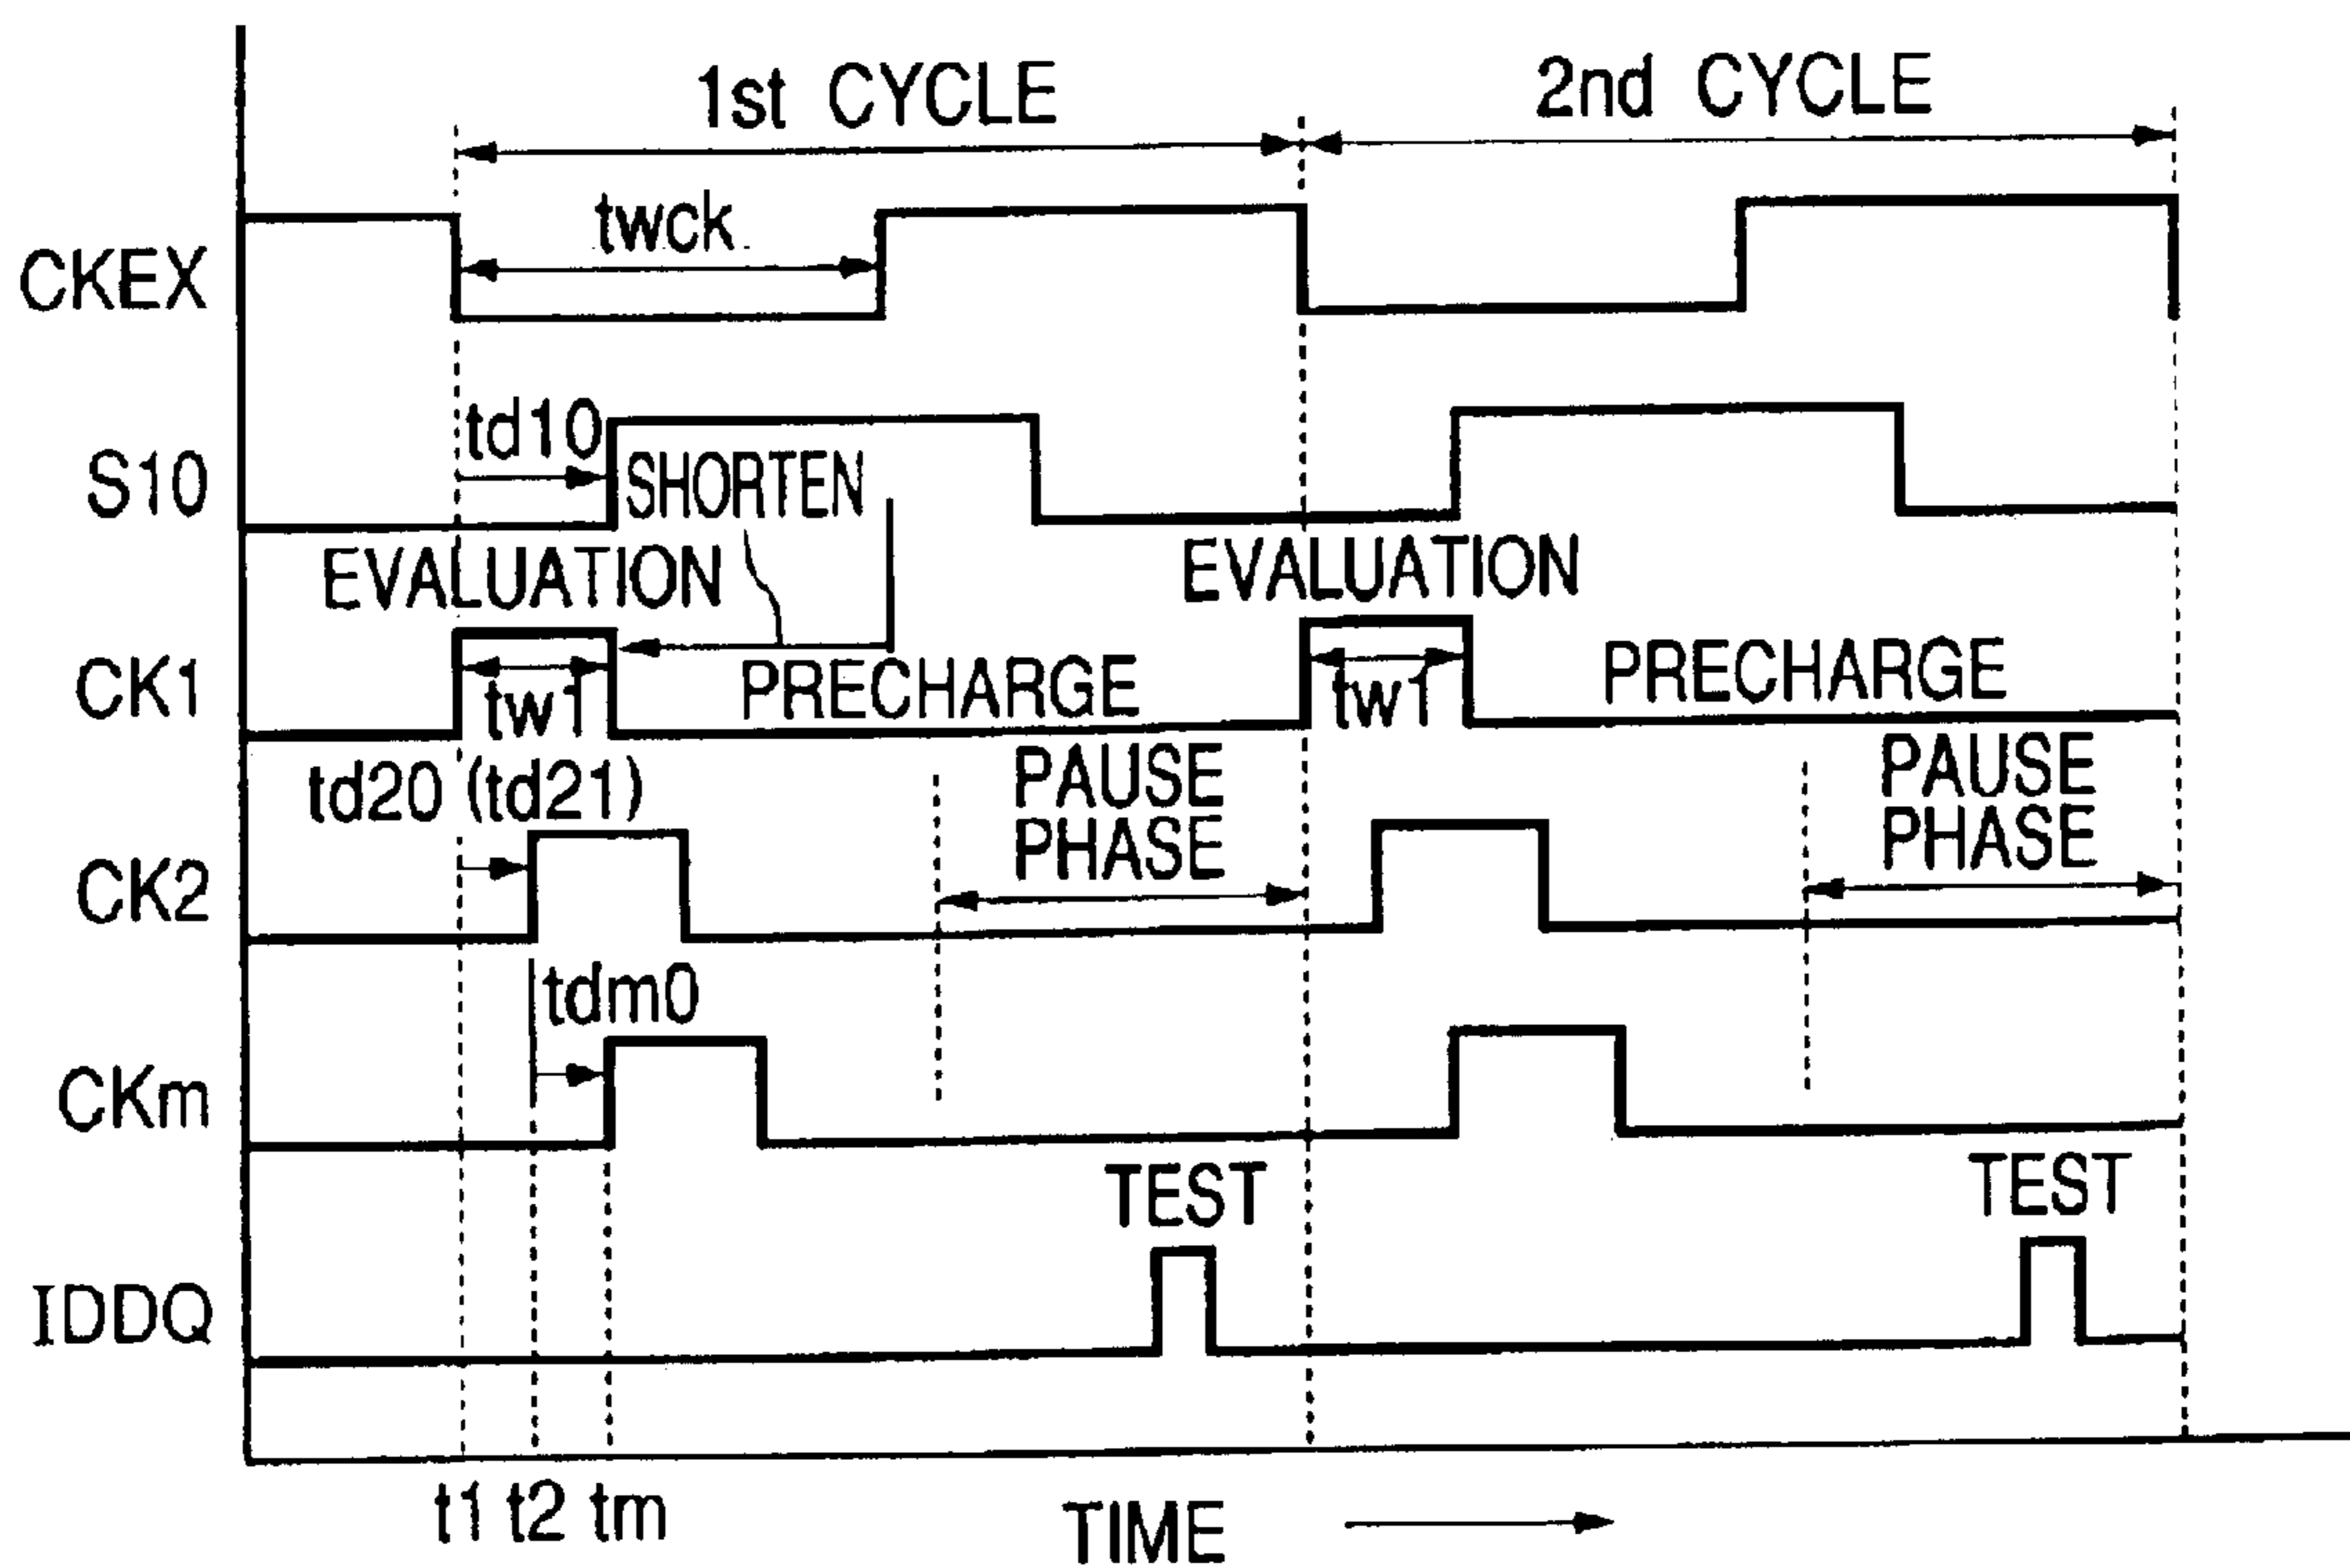 1st CYCLE
2nd CYCLE
twck
CKEX
td10
SHORTEN
S10
EVALUATION
EVALUATION
CK1
tw1
PRECHARGE
tw1
PRECHARGE
td20 (td21)
PAUSE
PHASE
PAUSE
PHASE
CK2
tdm0
CKm
TEST
TEST
IDDQ
t1 t2 tm
TIME